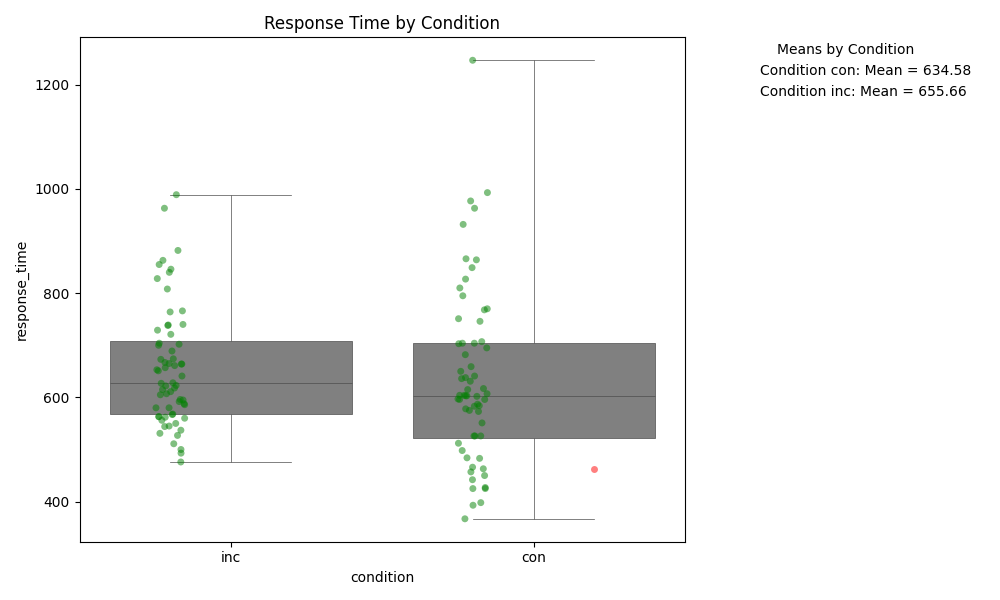 Response Time by Condition
Means by Condition
Condition con: Mean = 634.58
Condition inc: Mean = 655.66
response_time
1200
1000
800
600
400
inc con
condition